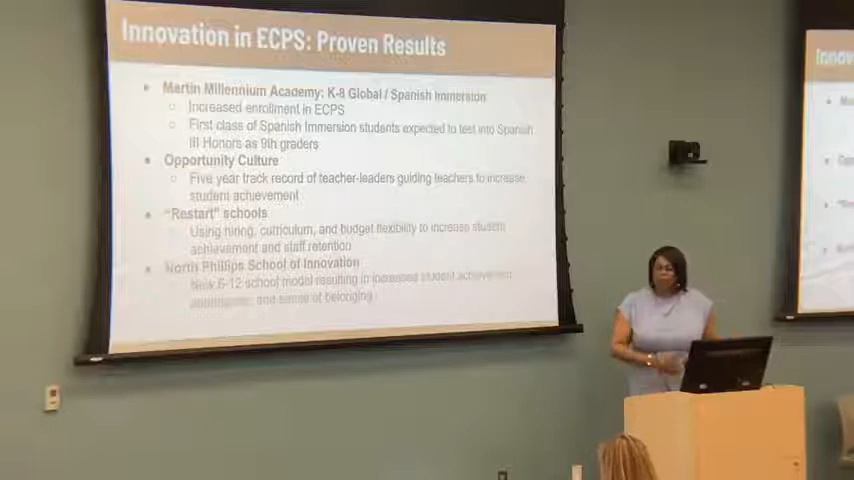 Innovation in ECPS: Proven Results
Martin Millennium Academy: K-8 Global / Spanish Immersion
Increased enrollment in ECPS
First class of Spanish Immersion students expected to test into Spanish
III Honors as 9th graders
Opportunity Culture
Five year track record of teacher-leaders guiding teachers to increase
student achievement
"Restart" schools
Using hiring, curriculum, and budget flexibility to increase student
achievement and staff retention
North Phillips School of Innovation
New 6-12 school model resulting in increased student achievement,
and sense of belonging